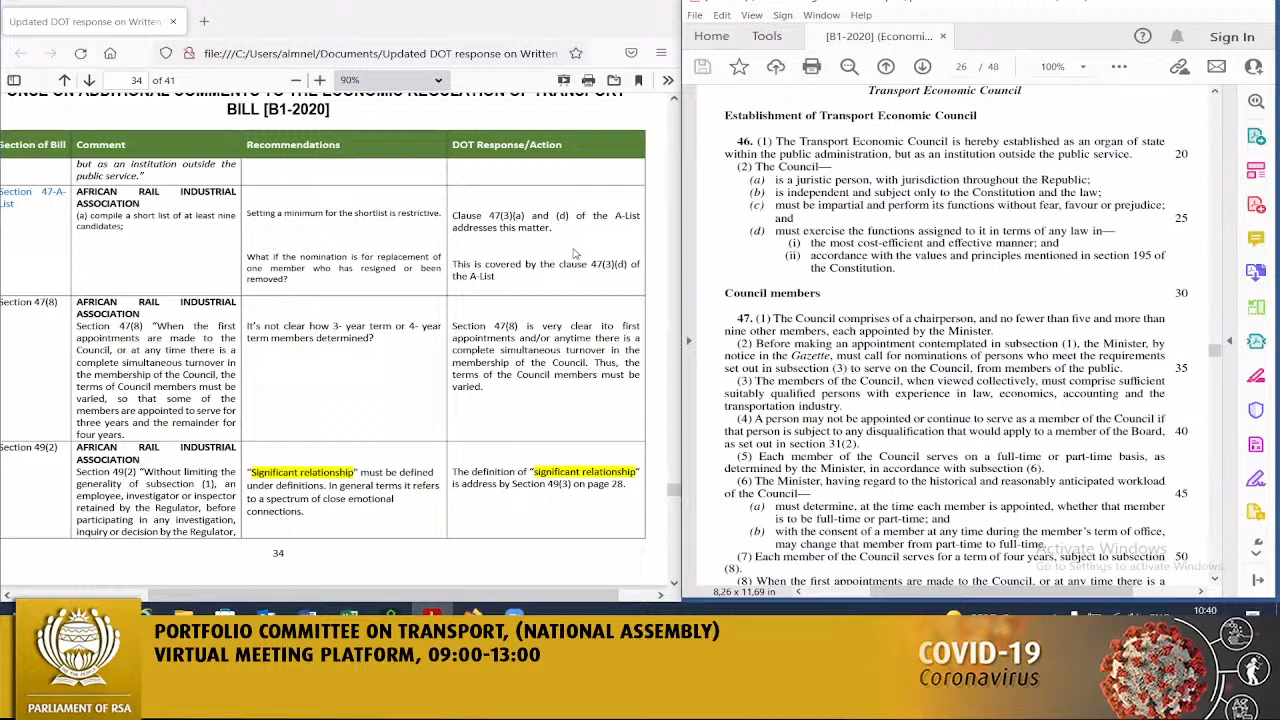 Updated DOT response on Written
file:///C:/Users/aimnel/Documents/Updated DOT response on Written
34 of 41
90%
BILL [B1-2020]
Section of Bill
Comment
Recommendations
DOT Response/Action
but as an institution outside the
public service.”
Section 47-A-
List
AFRICAN RAIL INDUSTRIAL
ASSOCIATION
(a) compile a short list of at least nine
candidates;
Setting a minimum for the shortlist is restrictive.
What if the nomination is for replacement of
one member who has resigned or been
removed?
Clause 47(3)(a) and (d) of the A-List
addresses this matter.
This is covered by the clause 47(3)(d) of
the A-List
Section 47(8)
AFRICAN RAIL INDUSTRIAL
ASSOCIATION
Section 47(8) “When the first
appointments are made to the
Council, or at any time there is a
complete simultaneous turnover in
the membership of the Council, the
terms of Council members must be
varied, so that some of the
members are appointed to serve for
three years and the remainder for
four years.
It’s not clear how 3- year term or 4- year
term members determined?
Section 47(8) is very clear ito first
appointments and/or anytime there is
a complete simultaneous turnover in
the membership of the Council. Thus, the
terms of the Council members must be
varied.
Section 49(2)
AFRICAN RAIL INDUSTRIAL
ASSOCIATION
Section 49(2) “Without limiting the
generality of subsection (1), an
employee, investigator or inspector
retained by the Regulator, before
participating in any investigation,
inquiry or decision by the Regulator,
“Significant relationship” must be defined
under definitions. In general terms it refers
to a spectrum of close emotional
connections.
The definition of “significant relationship”
is address by Section 49(3) on page 28.
34
File Edit View Sign Window Help
Home Tools [B1-2020] (Economi... Sign In
26 / 48 100%
Transport Economic Council
Establishment of Transport Economic Council
46. (1) The Transport Economic Council is hereby established as an organ of state
within the public administration, but as an institution outside the public service. 20
(2) The Council—
(a) is a juristic person, with jurisdiction throughout the Republic;
(b) is independent and subject only to the Constitution and the law;
(c) must be impartial and perform its functions without fear, favour or prejudice;
and 25
(d) must exercise the functions assigned to it in terms of any law in—
(i) the most cost-efficient and effective manner; and
(ii) accordance with the values and principles mentioned in section 195 of
the Constitution.
Council members 30
47. (1) The Council comprises of a chairperson, and no fewer than five and more than
nine other members, each appointed by the Minister.
(2) Before making an appointment contemplated in subsection (1), the Minister, by
notice in the Gazette, must call for nominations of persons who meet the requirements
set out in subsection (3) to serve on the Council, from members of the public. 35
(3) The members of the Council, when viewed collectively, must comprise sufficient
suitably qualified persons with experience in law, economics, accounting and the
transportation industry.
(4) A person may not be appointed or continue to serve as a member of the Council if
that person is subject to any disqualification that would apply to a member of the Board, 40
as set out in section 31(2).
(5) Each member of the Council serves on a full-time or part-time basis, as
determined by the Minister, in accordance with subsection (6).
(6) The Minister, having regard to the historical and reasonably anticipated workload
of the Council— 45
(a) must determine, at the time each member is appointed, whether that member
is to be full-time or part-time; and
(b) with the consent of a member at any time during the member’s term of office,
may change that member from part-time to full-time.
(7) Each member of the Council serves for a term of four years, subject to subsection 50
(8).
(8) When the first appointments are made to the Council, or at any time there is a
Activate Windows
Go to Settings to activate Windows.
8,26 x 11,69 in
10:40
PORTFOLIO COMMITTEE ON TRANSPORT, (NATIONAL ASSEMBLY)
VIRTUAL MEETING PLATFORM, 09:00-13:00
PARLIAMENT OF RSA
COVID-19
Coronavirus